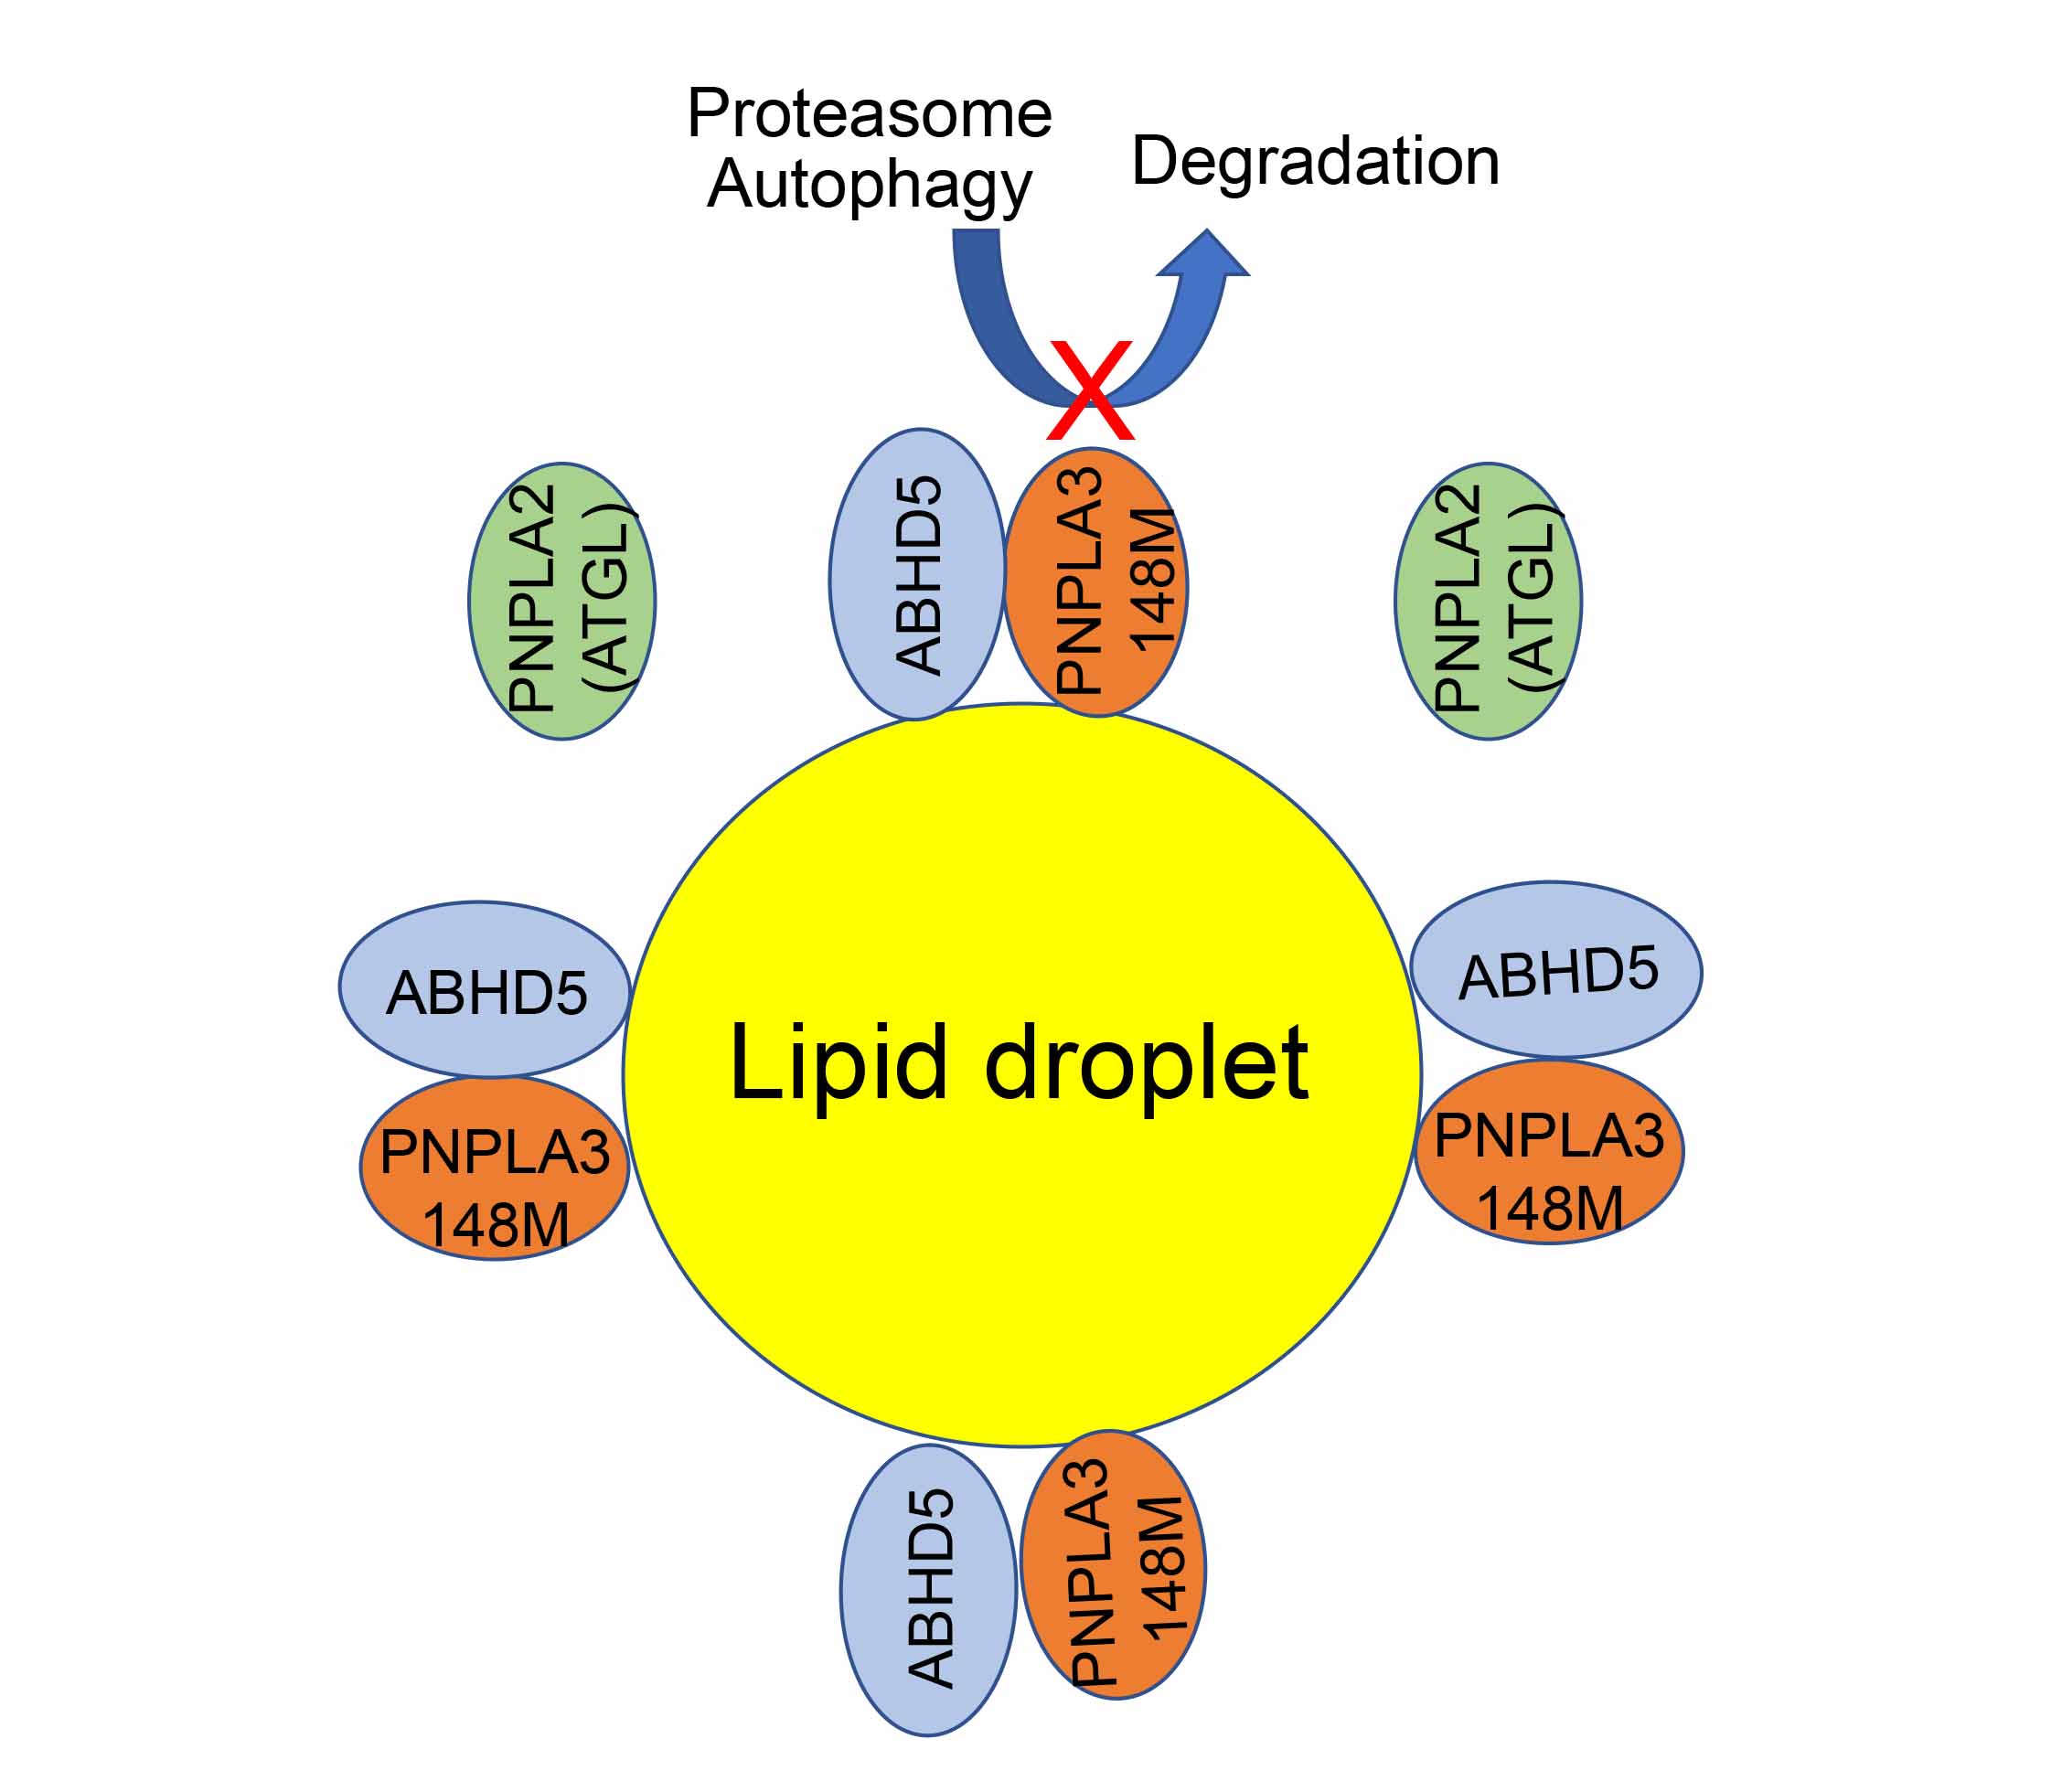 Proteasome
Autophagy
Degradation
PNPLA2
(ATGL)
ABHD5
PNPLA3
148M
PNPLA2
(ATGL)
ABHD5
PNPLA3
148M
Lipid droplet
ABHD5
PNPLA3
148M
ABHD5
PNPLA3
148M
X